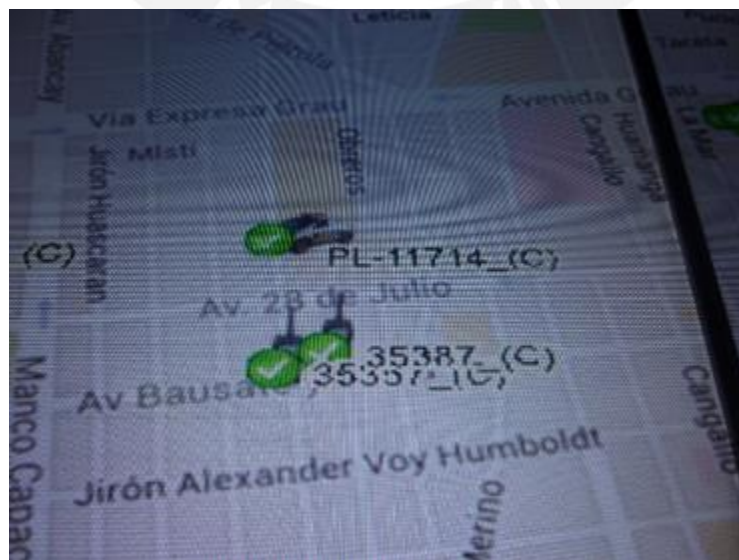 Leticia
Via Expresa Grau
Avenida Grau
Misti
Jirón Huascaran
Obreros
Cangallo
Huamanga
La Mar
(C)
PL-11714_(C)
Av. 28 de Julio
35387_(C)
Av Bausate
Manco Capac
Cangallo
Jirón Alexander Voy Humboldt
Merino